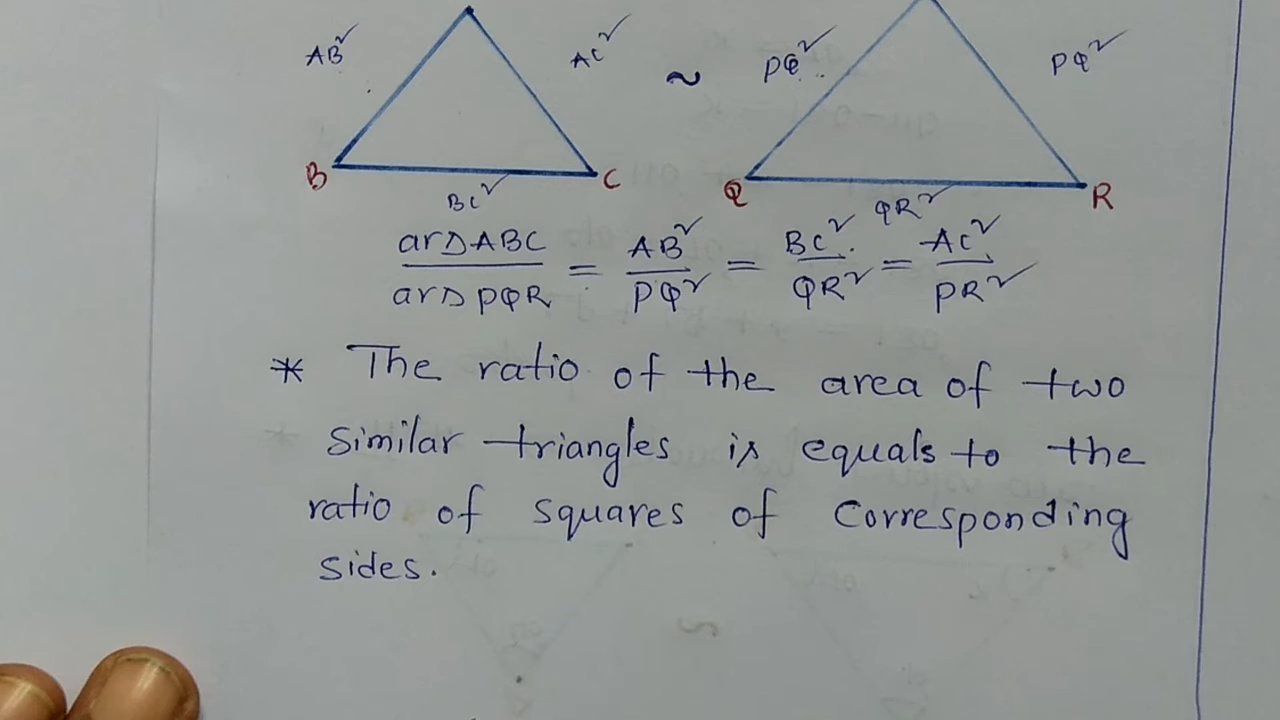 AB² AC² ~ PQ² PQ²
B C Q R
BC² QR²
ar△ABC / ar△PQR = AB² / PQ² = BC² / QR² = AC² / PR²
* The ratio of the area of two
similar triangles is equals to the
ratio of squares of corresponding
sides.